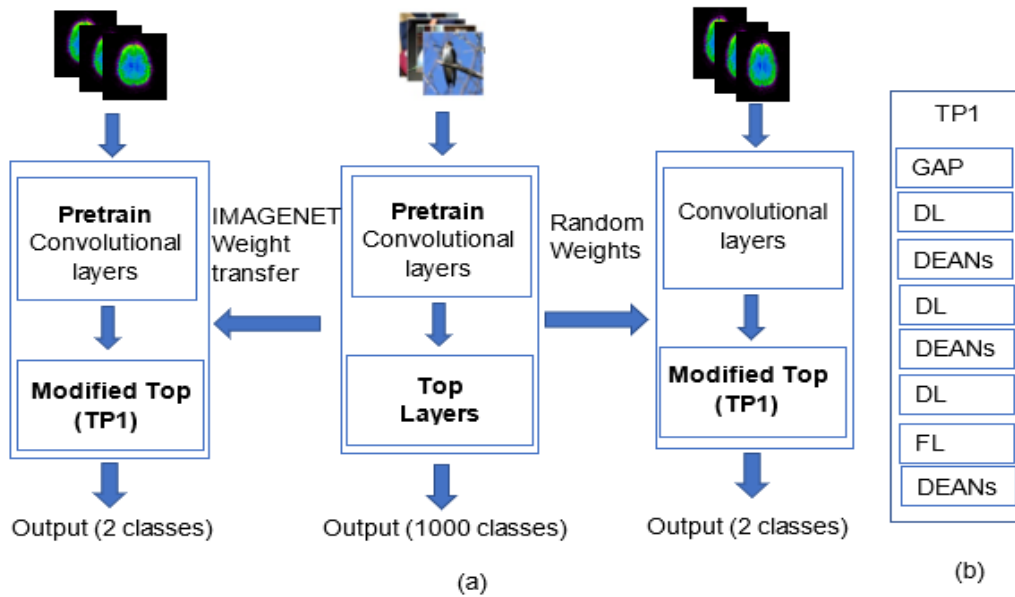 Pretrain
Convolutional
layers
Modified Top
(TP1)
Output (2 classes)
IMAGENET
Weight
transfer
Pretrain
Convolutional
layers
Top
Layers
Output (1000 classes)
Random
Weights
Convolutional
layers
Modified Top
(TP1)
Output (2 classes)
(a)
TP1
GAP
DL
DEANs
DL
DEANs
DL
FL
DEANs
(b)